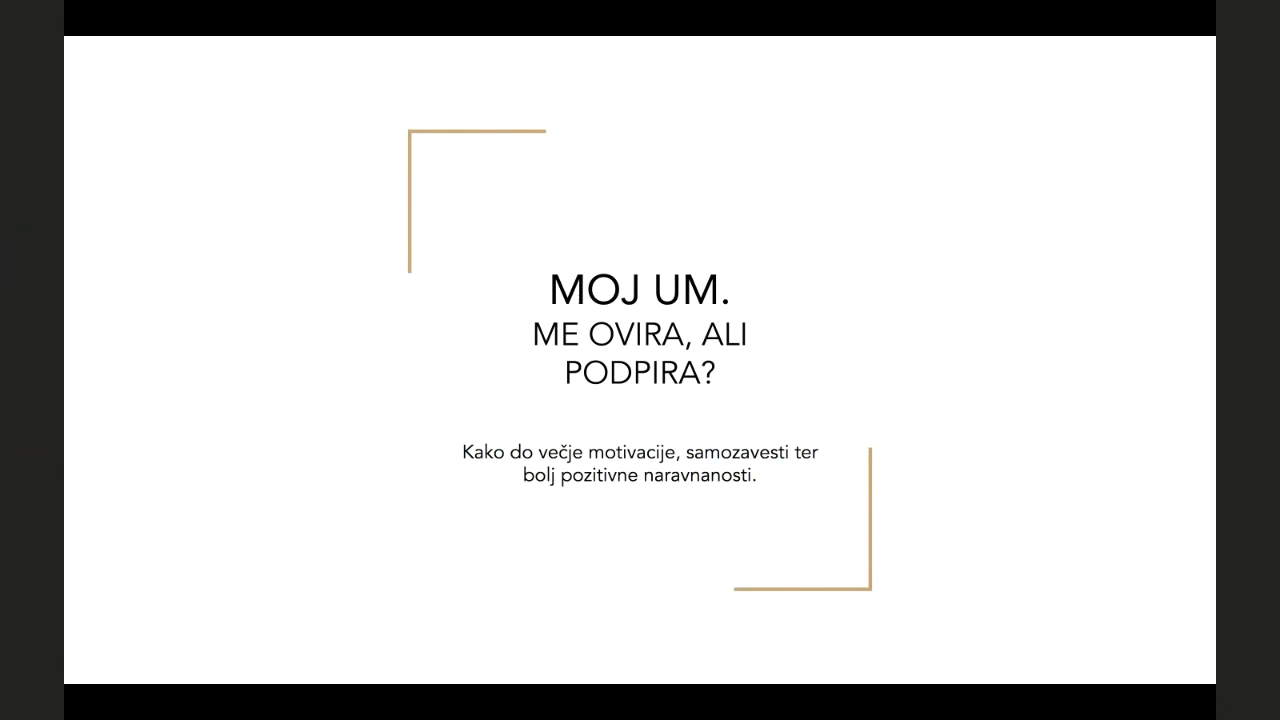 MOJ UM.
ME OVIRA, ALI
PODPIRA?
Kako do večje motivacije, samozavesti ter
bolj pozitivne naravnanosti.